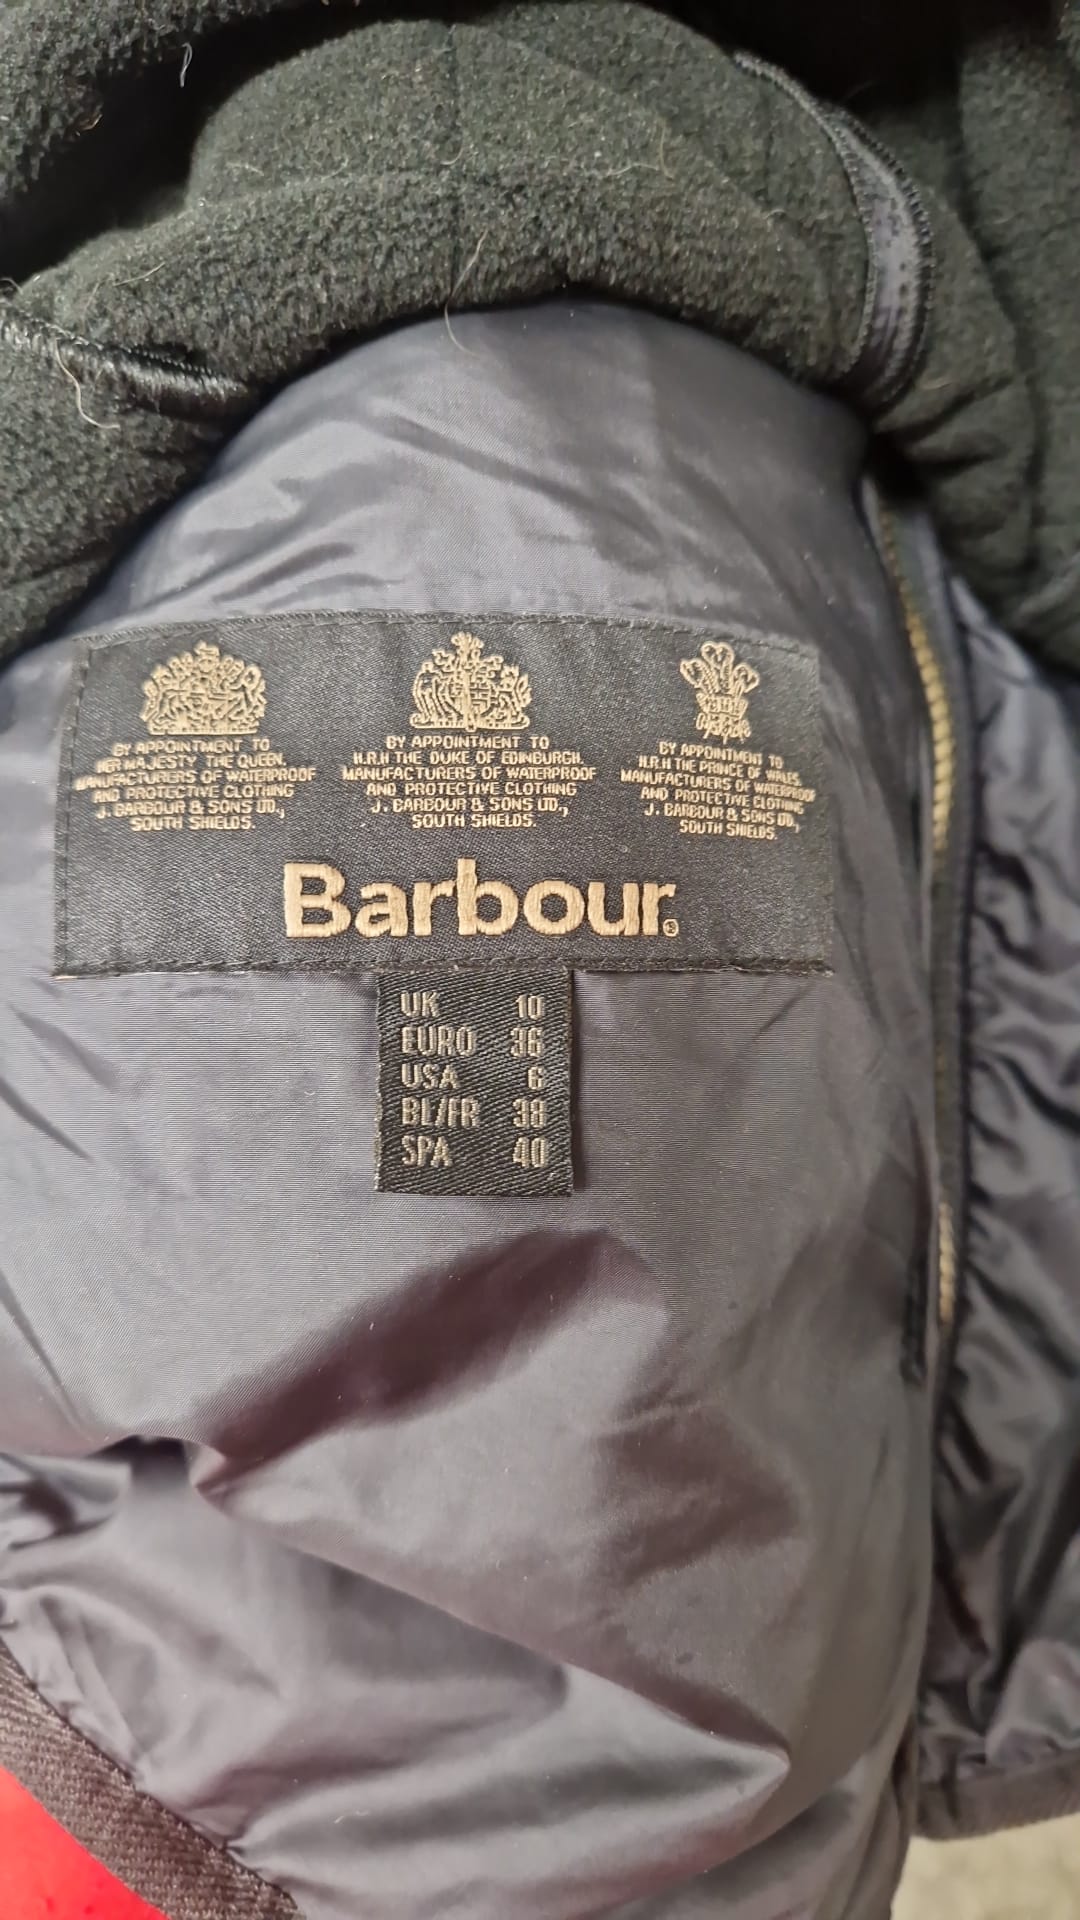 BY APPOINTMENT TO
HER MAJESTY THE QUEEN.
MANUFACTURERS OF WATERPROOF
AND PROTECTIVE CLOTHING
J. BARBOUR & SONS LTD.,
SOUTH SHIELDS.
BY APPOINTMENT TO
H.R.H THE DUKE OF EDINBURGH.
MANUFACTURERS OF WATERPROOF
AND PROTECTIVE CLOTHING
J. BARBOUR & SONS LTD.,
SOUTH SHIELDS.
BY APPOINTMENT TO
H.R.H THE PRINCE OF WALES.
MANUFACTURERS OF WATERPROOF
AND PROTECTIVE CLOTHING
J. BARBOUR & SONS LTD.,
SOUTH SHIELDS.
Barbour®
UK 10
EURO 36
USA 6
BL/FR 38
SPA 40